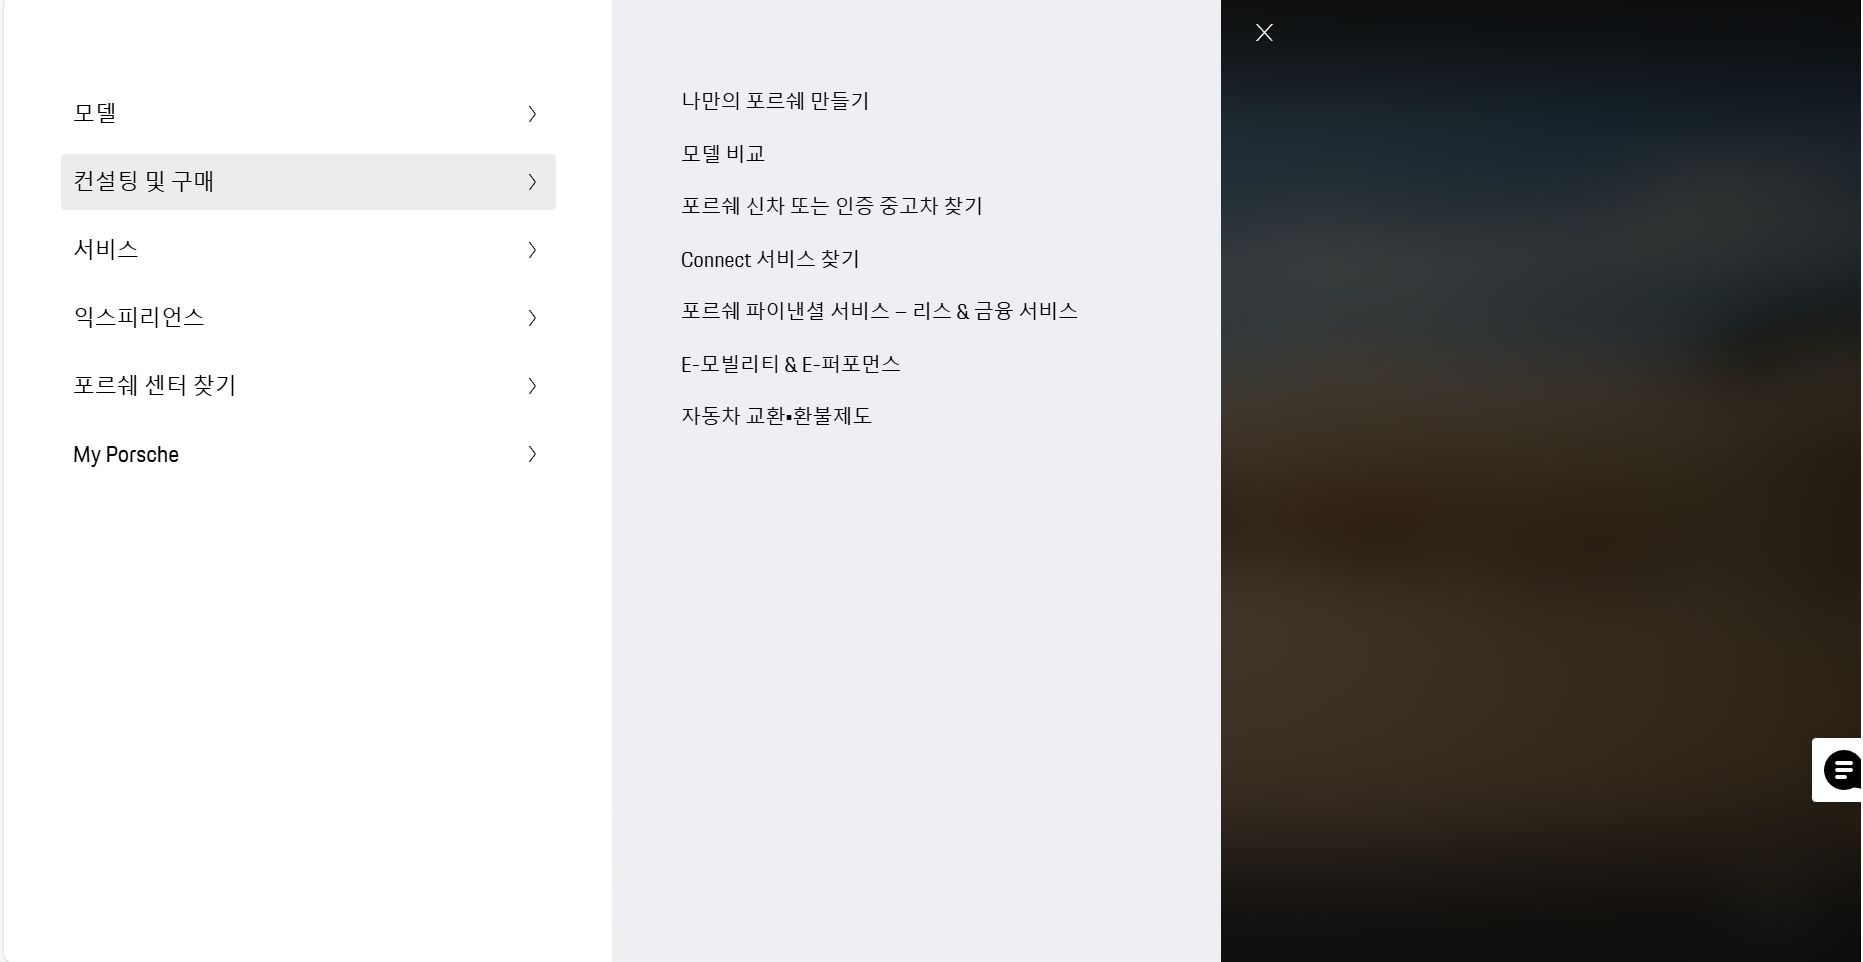 모델
컨설팅 및 구매
서비스
익스피리언스
포르쉐 센터 찾기
My Porsche
나만의 포르쉐 만들기
모델 비교
포르쉐 신차 또는 인증 중고차 찾기
Connect 서비스 찾기
포르쉐 파이낸셜 서비스 – 리스 & 금융 서비스
E-모빌리티 & E-퍼포먼스
자동차 교환▪환불제도